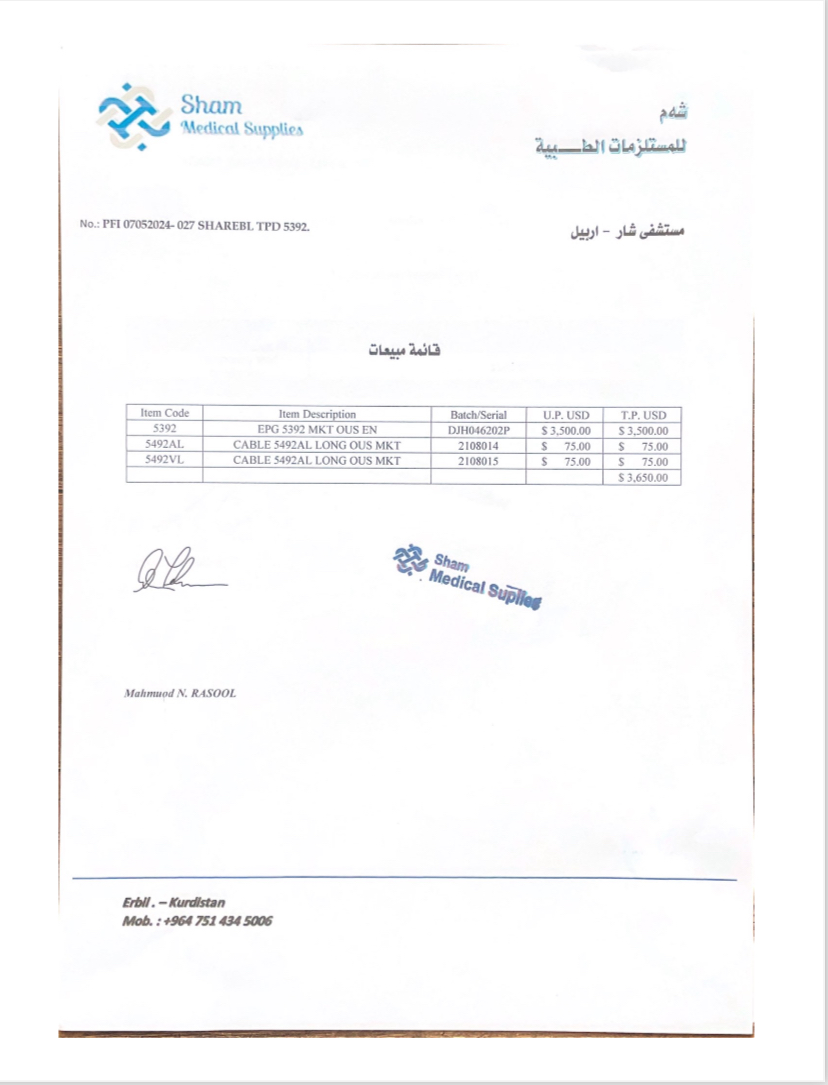 Sham
Medical Supplies
شەم
للمستلزمات الطـــبية
No.: PFI 07052024- 027 SHAREBL TPD 5392.
مستشفى شار - اربيل
قائمة مبيعات
Item Code Item Description Batch/Serial U.P. USD T.P. USD
5392 EPG 5392 MKT OUS EN DJH046202P $ 3,500.00 $ 3,500.00
5492AL CABLE 5492AL LONG OUS MKT 2108014 $ 75.00 $ 75.00
5492VL CABLE 5492AL LONG OUS MKT 2108015 $ 75.00 $ 75.00
$ 3,650.00
Sham
Medical Suplies
Mahmuod N. RASOOL
Erbil . – Kurdistan
Mob. : +964 751 434 5006